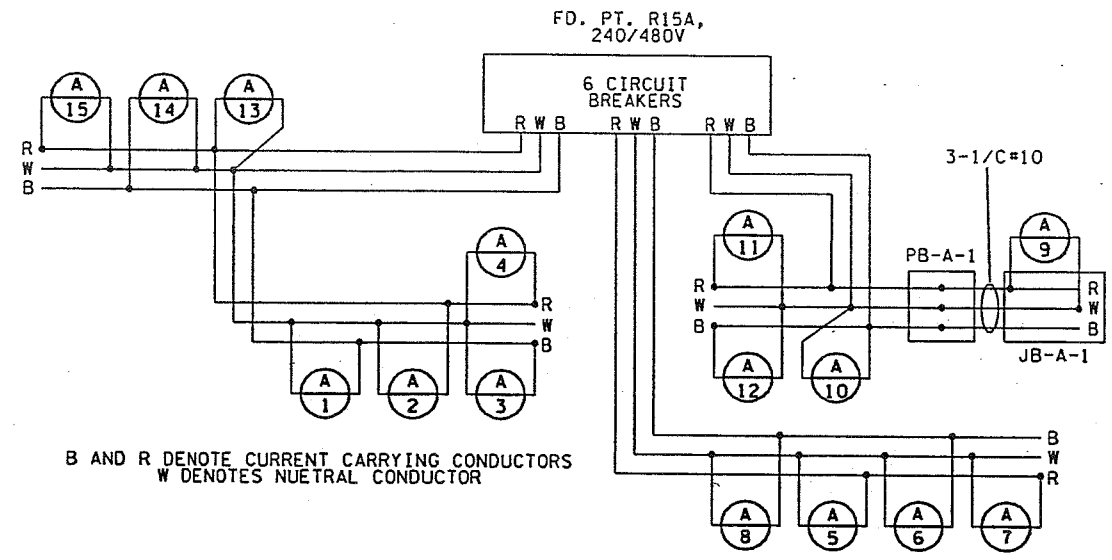 FD. PT. R15A,
240/480V
6 CIRCUIT
BREAKERS
R W B R W B R W B
A
15
A
14
A
13
R
W
B
3-1/C#10
A
4
A
11
PB-A-1
A
9
R
W
B
R
W
B
R
W
B
JB-A-1
A
1
A
2
A
3
A
12
A
10
B AND R DENOTE CURRENT CARRYING CONDUCTORS
W DENOTES NUETRAL CONDUCTOR
B
W
R
A
8
A
5
A
6
A
7